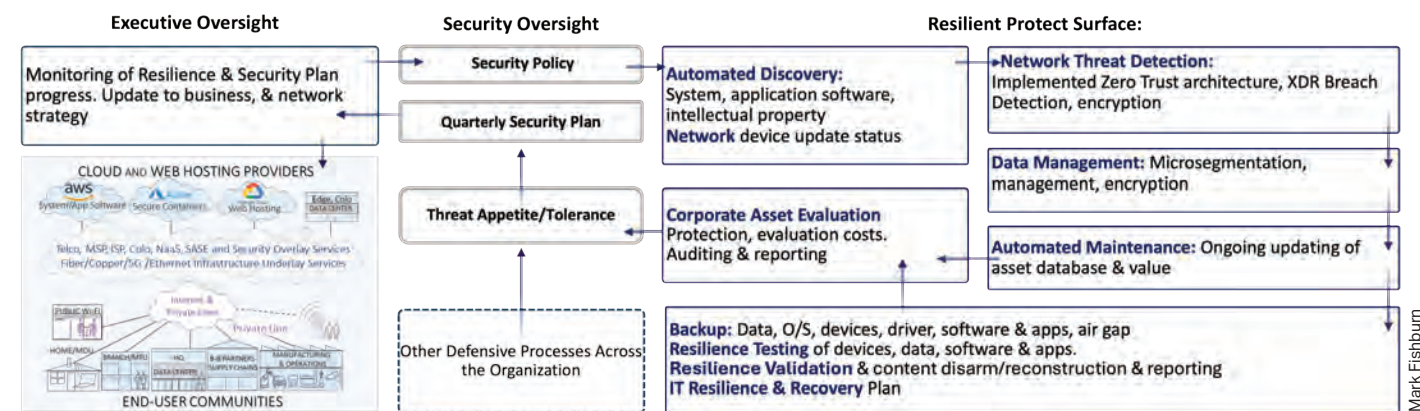 Executive Oversight
Security Oversight
Resilient Protect Surface:
Monitoring of Resilience & Security Plan
progress. Update to business, & network
strategy
Security Policy
Quarterly Security Plan
Threat Appetite/Tolerance
Other Defensive Processes Across
the Organization
Automated Discovery:
System, application software,
intellectual property
Network device update status
Network Threat Detection:
Implemented Zero Trust architecture, XDR Breach
Detection, encryption
Data Management: Microsegmentation,
management, encryption
Corporate Asset Evaluation
Protection, evaluation costs.
Auditing & reporting
Automated Maintenance: Ongoing updating of
asset database & value
Backup: Data, O/S, devices, driver, software & apps, air gap
Resilience Testing of devices, data, software & apps.
Resilience Validation & content disarm/reconstruction & reporting
IT Resilience & Recovery Plan
CLOUD AND WEB HOSTING PROVIDERS
aws
System/App Software
Secure Containers
Web Hosting
Edge, Colo
DATA CENTER
Telco, MSP, ISP, Colo, NaaS, SASE and Security Overlay Services
Fiber/Copper/5G /Ethernet Infrastructure Underlay Services
Internet &
Private Lines
PUBLIC WI-FI
Private Line
HOME/MDU
BRANCH/MTU
HQ
DATA CENTER
B-B PARTNERS
SUPPLY CHAINS
MANUFACTURING
& OPERATIONS
END-USER COMMUNITIES
Mark Fishburn